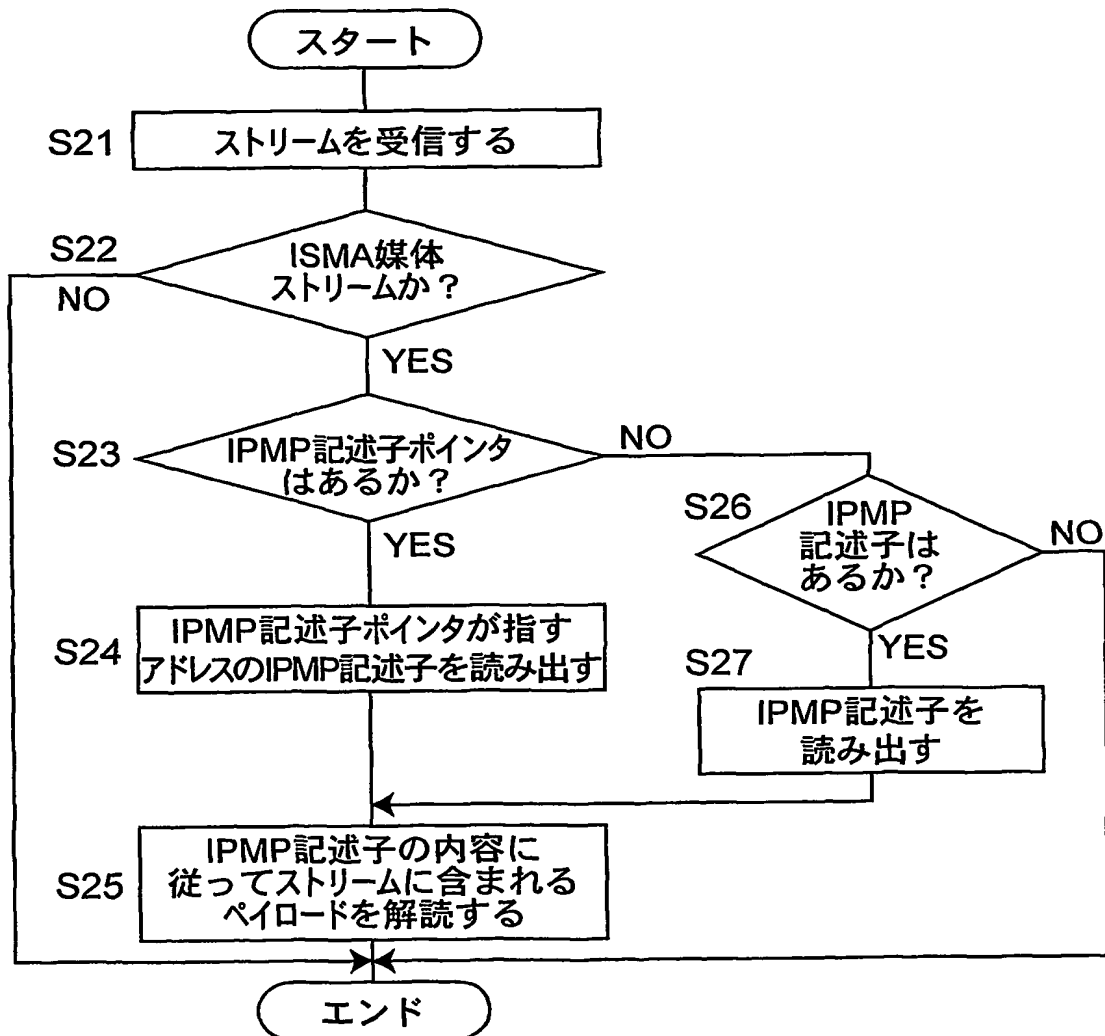 スタート
S21
ストリームを受信する
S22
ISMA媒体
ストリームか？
NO
YES
S23
IPMP記述子ポインタ
はあるか？
NO
YES
S26
IPMP
記述子は
あるか？
NO
YES
S24
IPMP記述子ポインタが指す
アドレスのIPMP記述子を読み出す
S27
IPMP記述子を
読み出す
S25
IPMP記述子の内容に
従ってストリームに含まれる
ペイロードを解読する
エンド